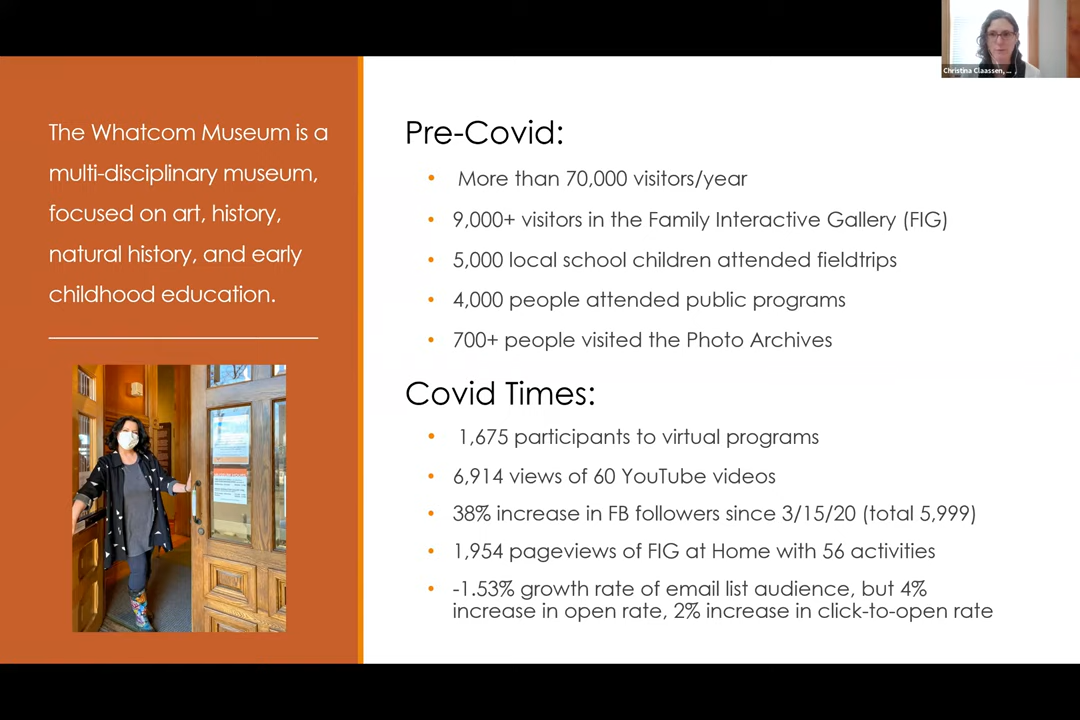 Christina Claassen, ...
The Whatcom Museum is a
multi-disciplinary museum,
focused on art, history,
natural history, and early
childhood education.
Pre-Covid:
• More than 70,000 visitors/year
• 9,000+ visitors in the Family Interactive Gallery (FIG)
• 5,000 local school children attended fieldtrips
• 4,000 people attended public programs
• 700+ people visited the Photo Archives
Covid Times:
• 1,675 participants to virtual programs
• 6,914 views of 60 YouTube videos
• 38% increase in FB followers since 3/15/20 (total 5,999)
• 1,954 pageviews of FIG at Home with 56 activities
• -1.53% growth rate of email list audience, but 4%
increase in open rate, 2% increase in click-to-open rate